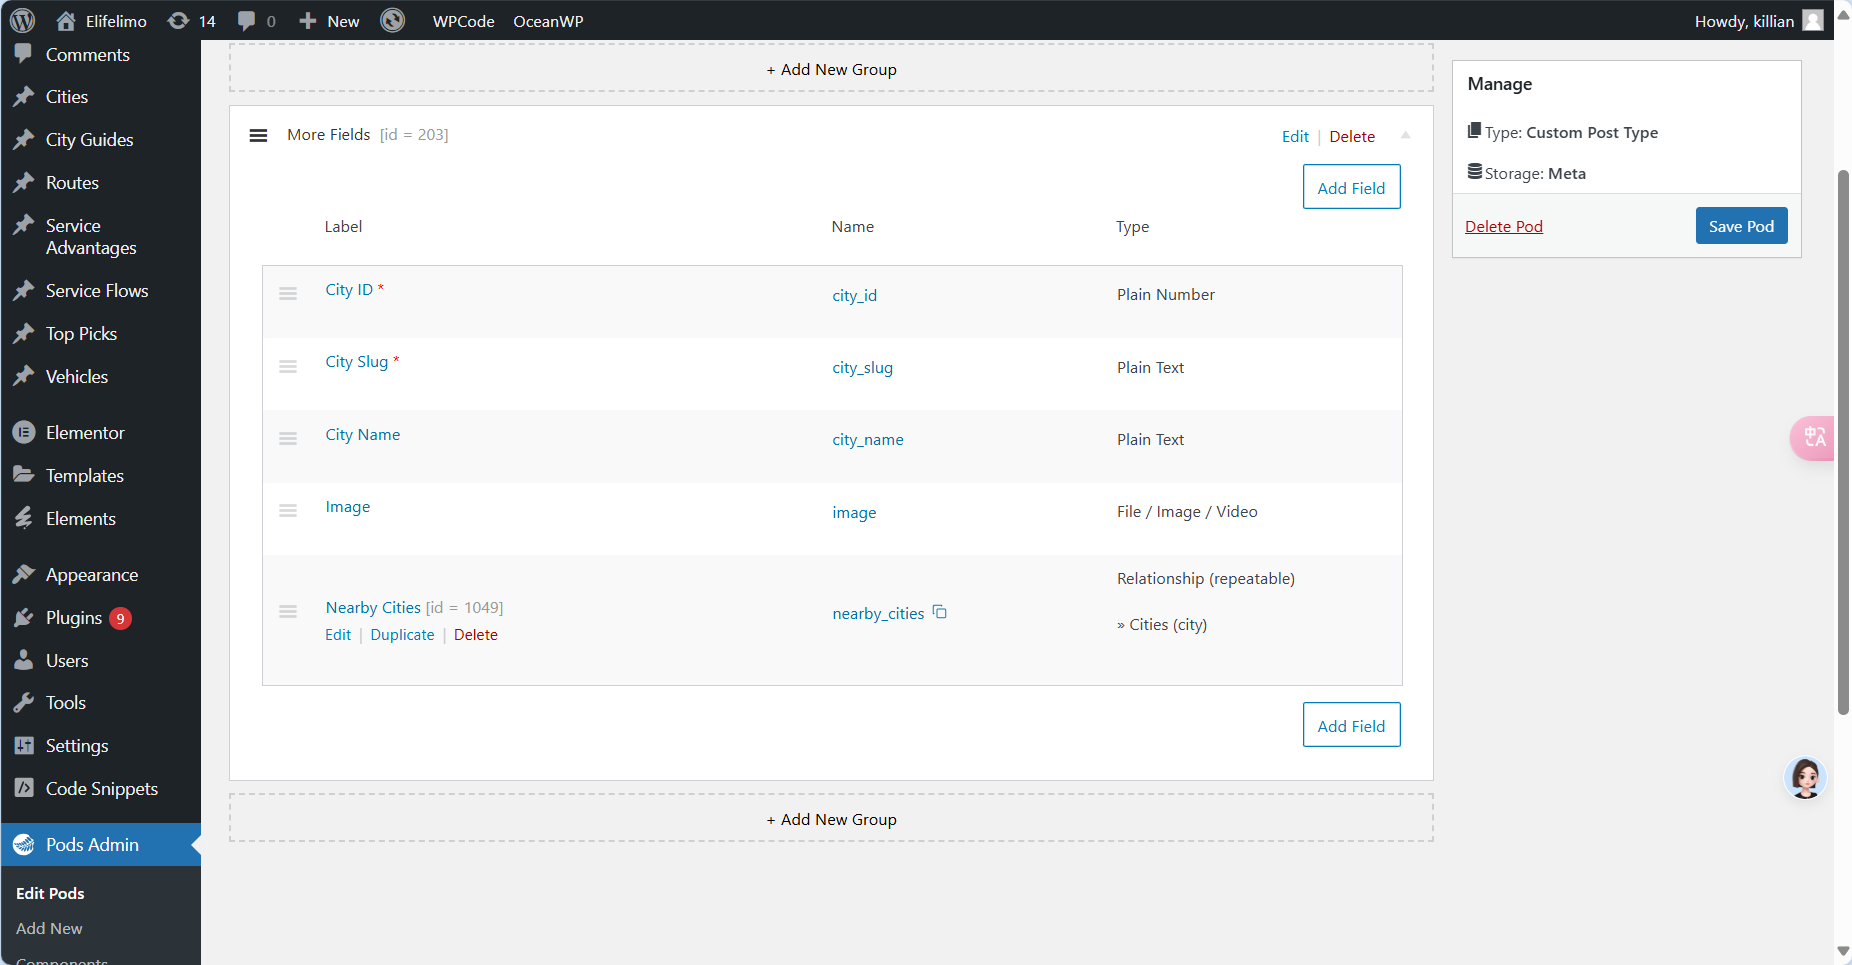 Elifelimo
14
0
New
WPCode
OceanWP
Howdy, killian
Comments
Cities
City Guides
Routes
Service
Advantages
Service Flows
Top Picks
Vehicles
Elementor
Templates
Elements
Appearance
Plugins 9
Users
Tools
Settings
Code Snippets
Pods Admin
Edit Pods
Add New
Components
+ Add New Group
More Fields [id = 203]
Edit | Delete
Add Field
Label Name Type
City ID * city_id Plain Number
City Slug * city_slug Plain Text
City Name city_name Plain Text
Image image File / Image / Video
Relationship (repeatable)
Nearby Cities [id = 1049] nearby_cities
» Cities (city)
Edit | Duplicate | Delete
Add Field
+ Add New Group
Manage
Type: Custom Post Type
Storage: Meta
Delete Pod
Save Pod
中A